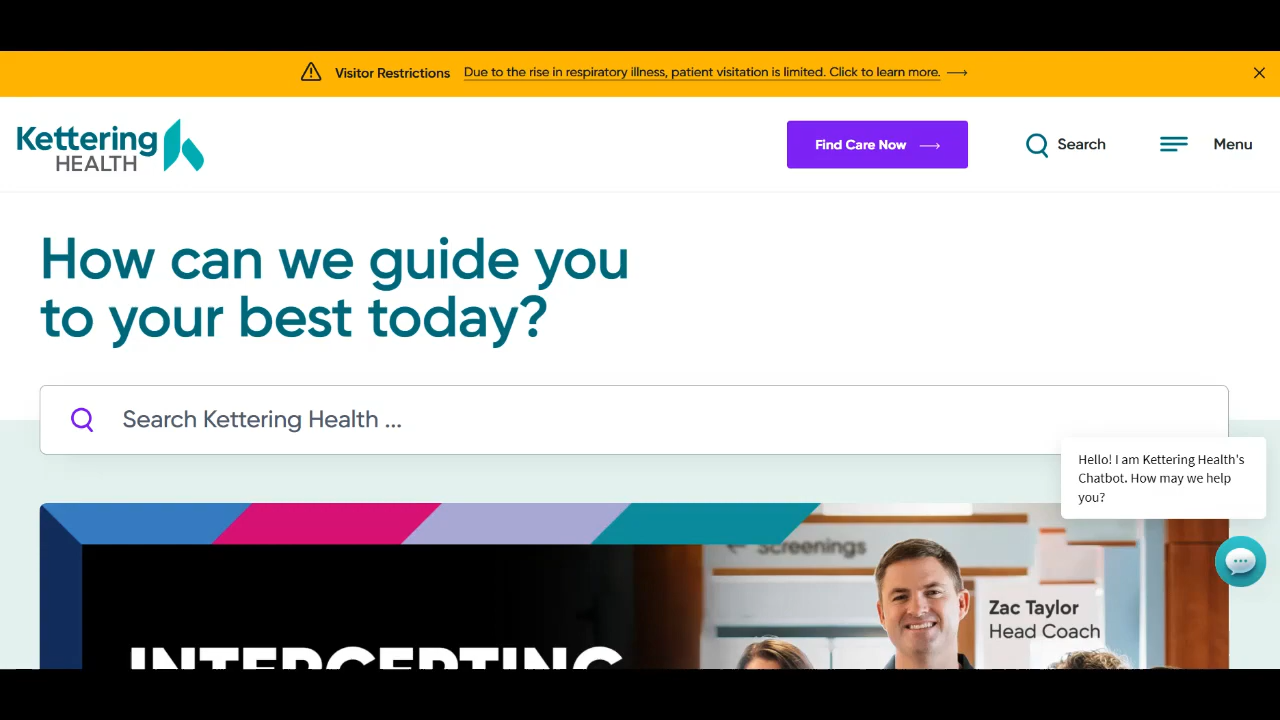 Visitor Restrictions Due to the rise in respiratory illness, patient visitation is limited. Click to learn more.
Kettering
HEALTH
Find Care Now
Search
Menu
How can we guide you
to your best today?
Search Kettering Health ...
Hello! I am Kettering Health's
Chatbot. How may we help
you?
Screenings
Zac Taylor
Head Coach
INTERCEPTING